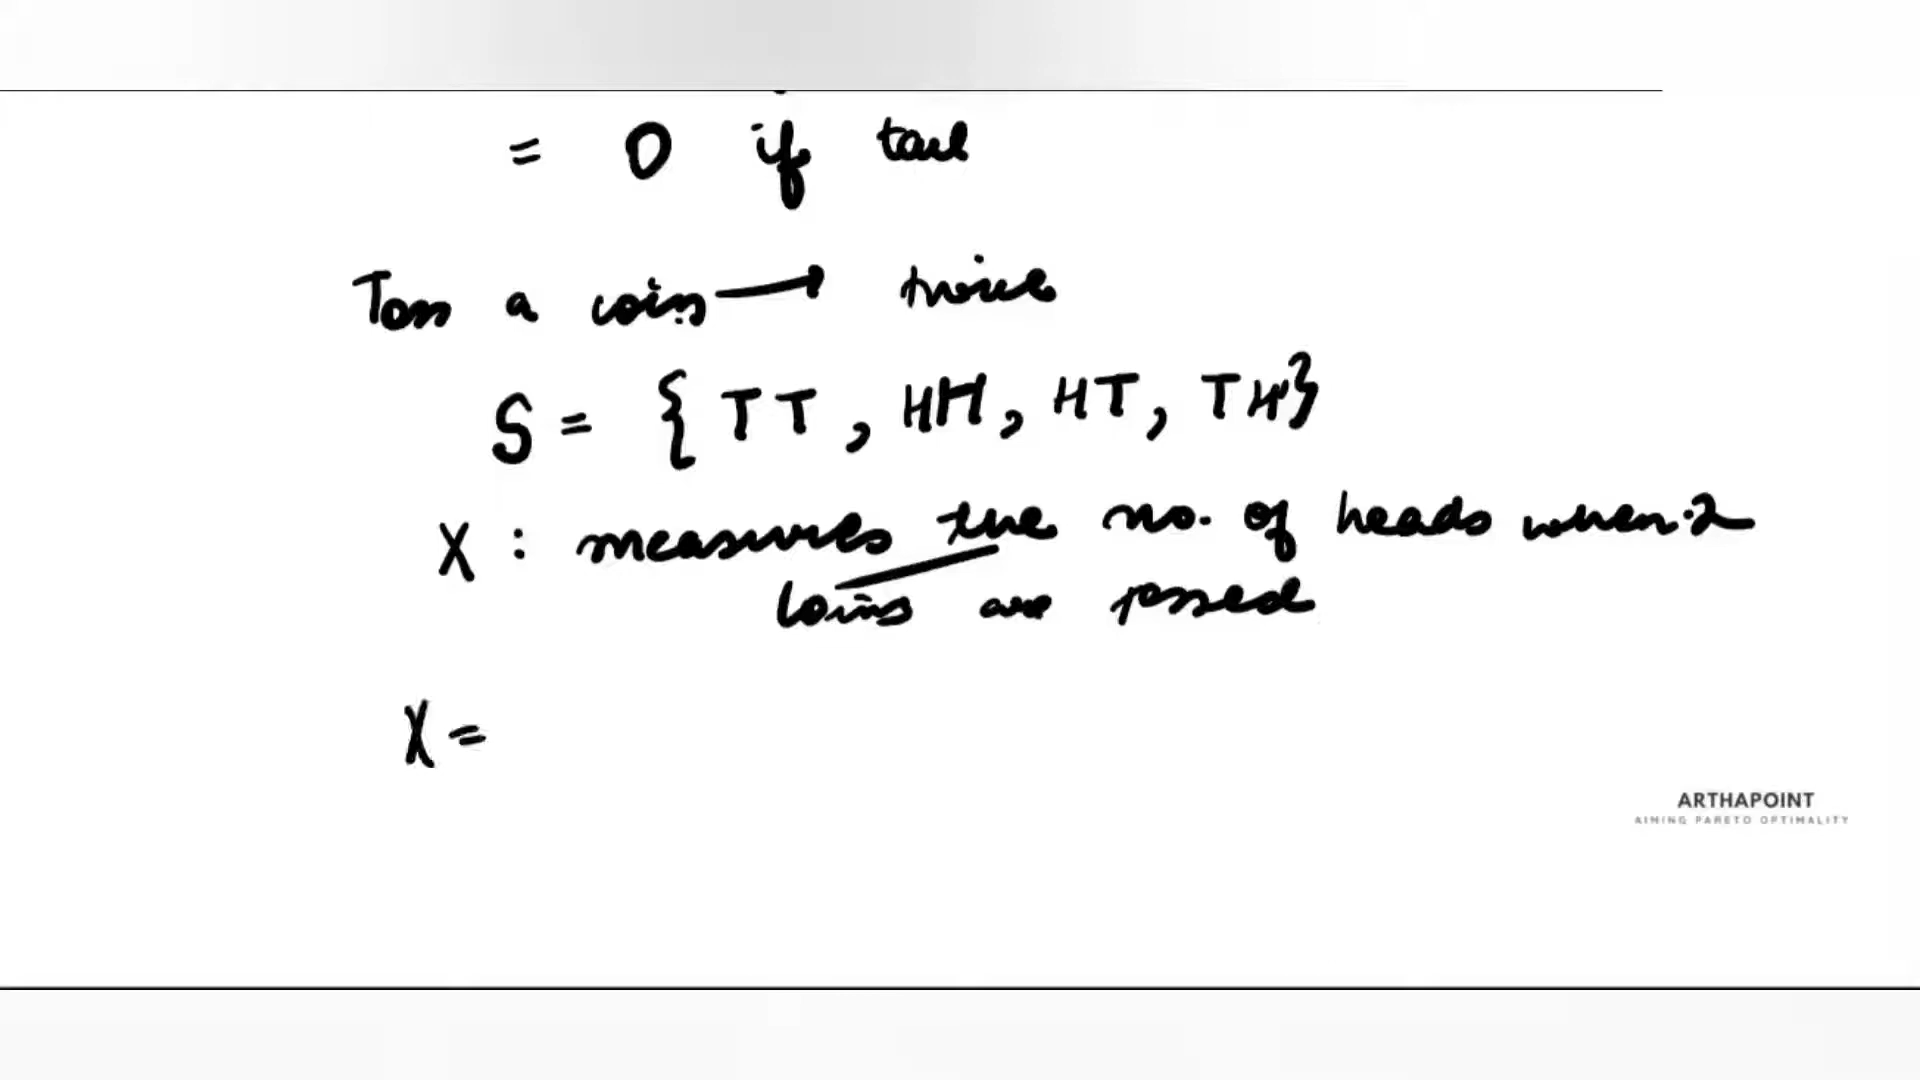 = 0 if tail
Toss a coin → twice
S = { TT , HH, HT, TH}
X : measures the no. of heads when 2
coins are tossed
X =
ARTHAPOINT
AIMING PARETO OPTIMALITY